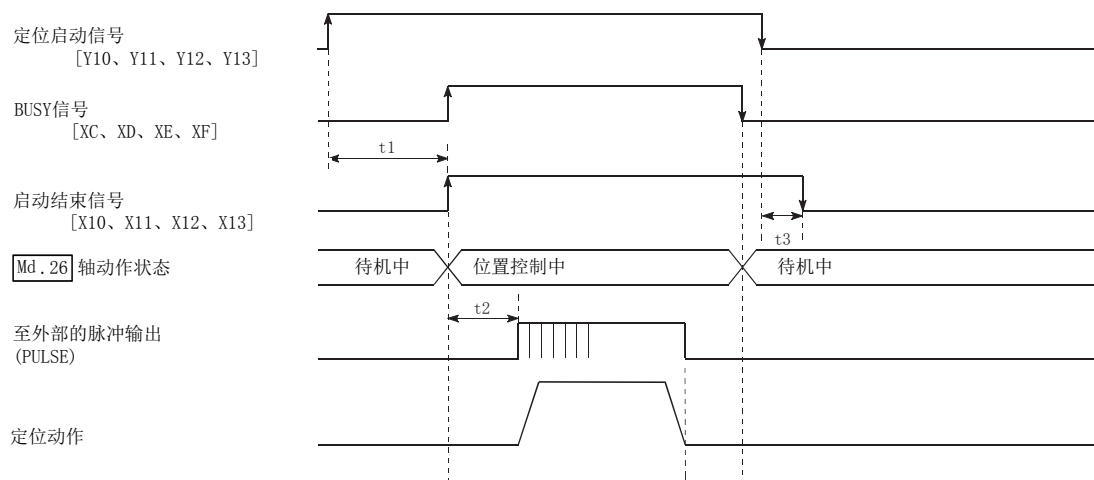 定位启动信号
[Y10、Y11、Y12、Y13]
BUSY信号
[XC、XD、XE、XF]
t1
启动结束信号
[X10、X11、X12、X13]
t3
Md.26 轴动作状态
待机中 位置控制中 待机中
t2
至外部的脉冲输出
(PULSE)
定位动作